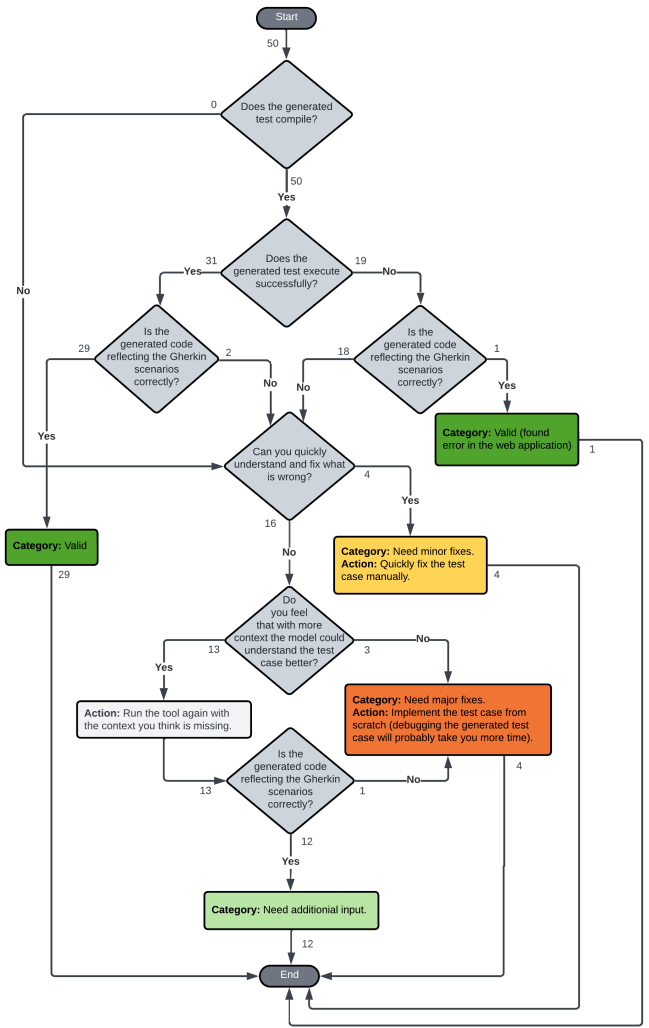 Start
50
0
Does the generated
test compile?
50
Yes
No
31
Yes
Does the
generated test execute
successfully?
19
No
29
Is the
generated code
reflecting the Gherkin
scenarios
correctly?
2
No
18
No
Is the
generated code
reflecting the Gherkin
scenarios
correctly?
1
Yes
Yes
Category: Valid (found
error in the web application)
1
Can you quickly
understand and fix what
is wrong?
4
Yes
16
No
Category: Valid
29
Category: Need minor fixes.
Action: Quickly fix the test
case manually.
4
Do
you feel
that with more
context the model could
understand the test
case better?
13
Yes
3
No
Action: Run the tool again with
the context you think is missing.
Category: Need major fixes.
Action: Implement the test case from
scratch (debugging the generated test
case will probably take you more time).
4
13
Is the
generated code
reflecting the Gherkin
scenarios
correctly?
1
No
12
Yes
Category: Need additionial input.
12
End